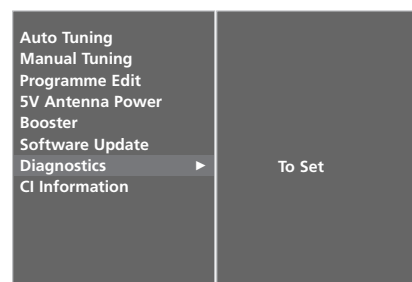 Auto Tuning
Manual Tuning
Programme Edit
5V Antenna Power
Booster
Software Update
Diagnostics ► To Set
CI Information